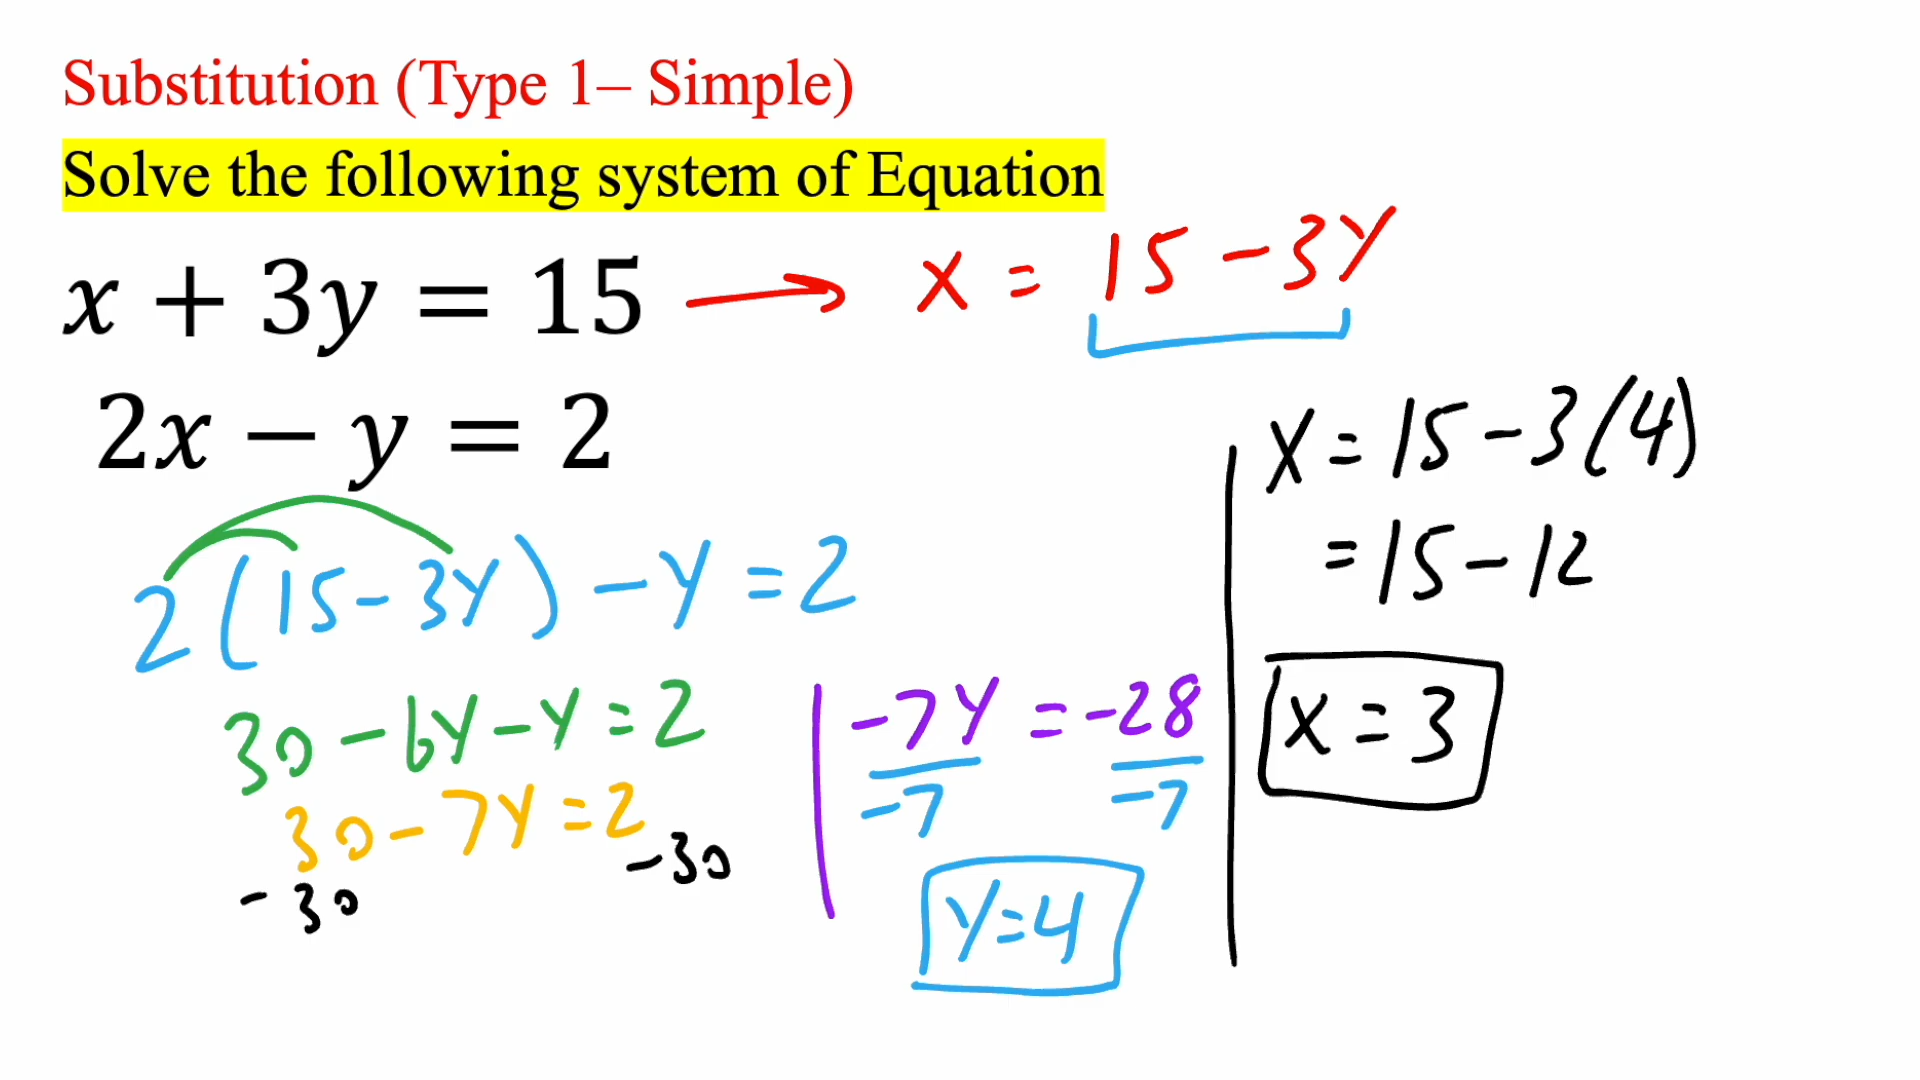 Substitution (Type 1– Simple)
Solve the following system of Equation
x + 3y = 15 → x = 15 - 3y
2x − y = 2
2(15 - 3y) - y = 2
30 - 6y - y = 2
30 - 7y = 2
-30 -30
-7y = -28
-7 -7
y = 4
x = 15 - 3(4)
= 15 - 12
x = 3